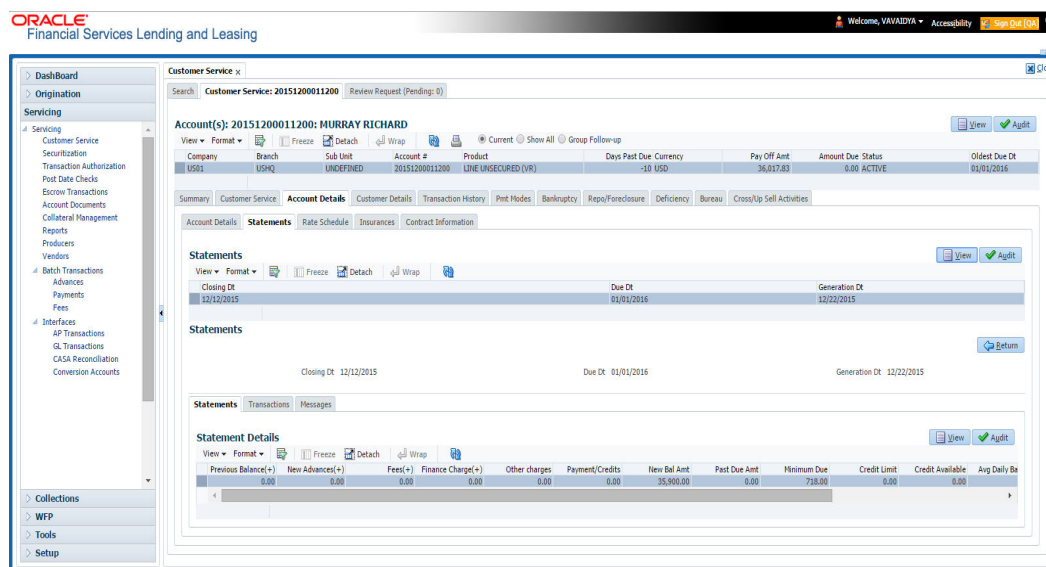 ORACLE
Financial Services Lending and Leasing
Welcome, VAVAIDYA Accessibility Sign Out [QA]
DashBoard
Origination
Servicing
Servicing
Customer Service
Securitization
Transaction Authorization
Post Date Checks
Escrow Transactions
Account Documents
Collateral Management
Reports
Producers
Vendors
Batch Transactions
Advances
Payments
Fees
Interfaces
AP Transactions
GL Transactions
CASA Reconciliation
Conversion Accounts
Collections
WFP
Tools
Setup
Customer Service x
Clo
Search Customer Service: 20151200011200 Review Request (Pending: 0)
Account(s): 20151200011200: MURRAY RICHARD
View Audit
View Format Freeze Detach Wrap Current Show All Group Follow-up
Company Branch Sub Unit Account # Product Days Past Due Currency Pay Off Amt Amount Due Status Oldest Due Dt
US01 USHQ UNDEFINED 20151200011200 LINE UNSECURED (VR) -10 USD 36,017.83 0.00 ACTIVE 01/01/2016
Summary Customer Service Account Details Customer Details Transaction History Pmt Modes Bankruptcy Repo/Foreclosure Deficiency Bureau Cross/Up Sell Activities
Account Details Statements Rate Schedule Insurances Contract Information
Statements
View Audit
View Format Freeze Detach Wrap
Closing Dt Due Dt Generation Dt
12/12/2015 01/01/2016 12/22/2015
Statements
Return
Closing Dt 12/12/2015 Due Dt 01/01/2016 Generation Dt 12/22/2015
Statements Transactions Messages
Statement Details
View Audit
View Format Freeze Detach Wrap
Previous Balance(+) New Advances(+) Fees(+) Finance Charge(+) Other charges Payment/Credits New Bal Amt Past Due Amt Minimum Due Credit Limit Credit Available Avg Daily Ba
0.00 0.00 0.00 0.00 0.00 0.00 35,900.00 0.00 718.00 0.00 0.00